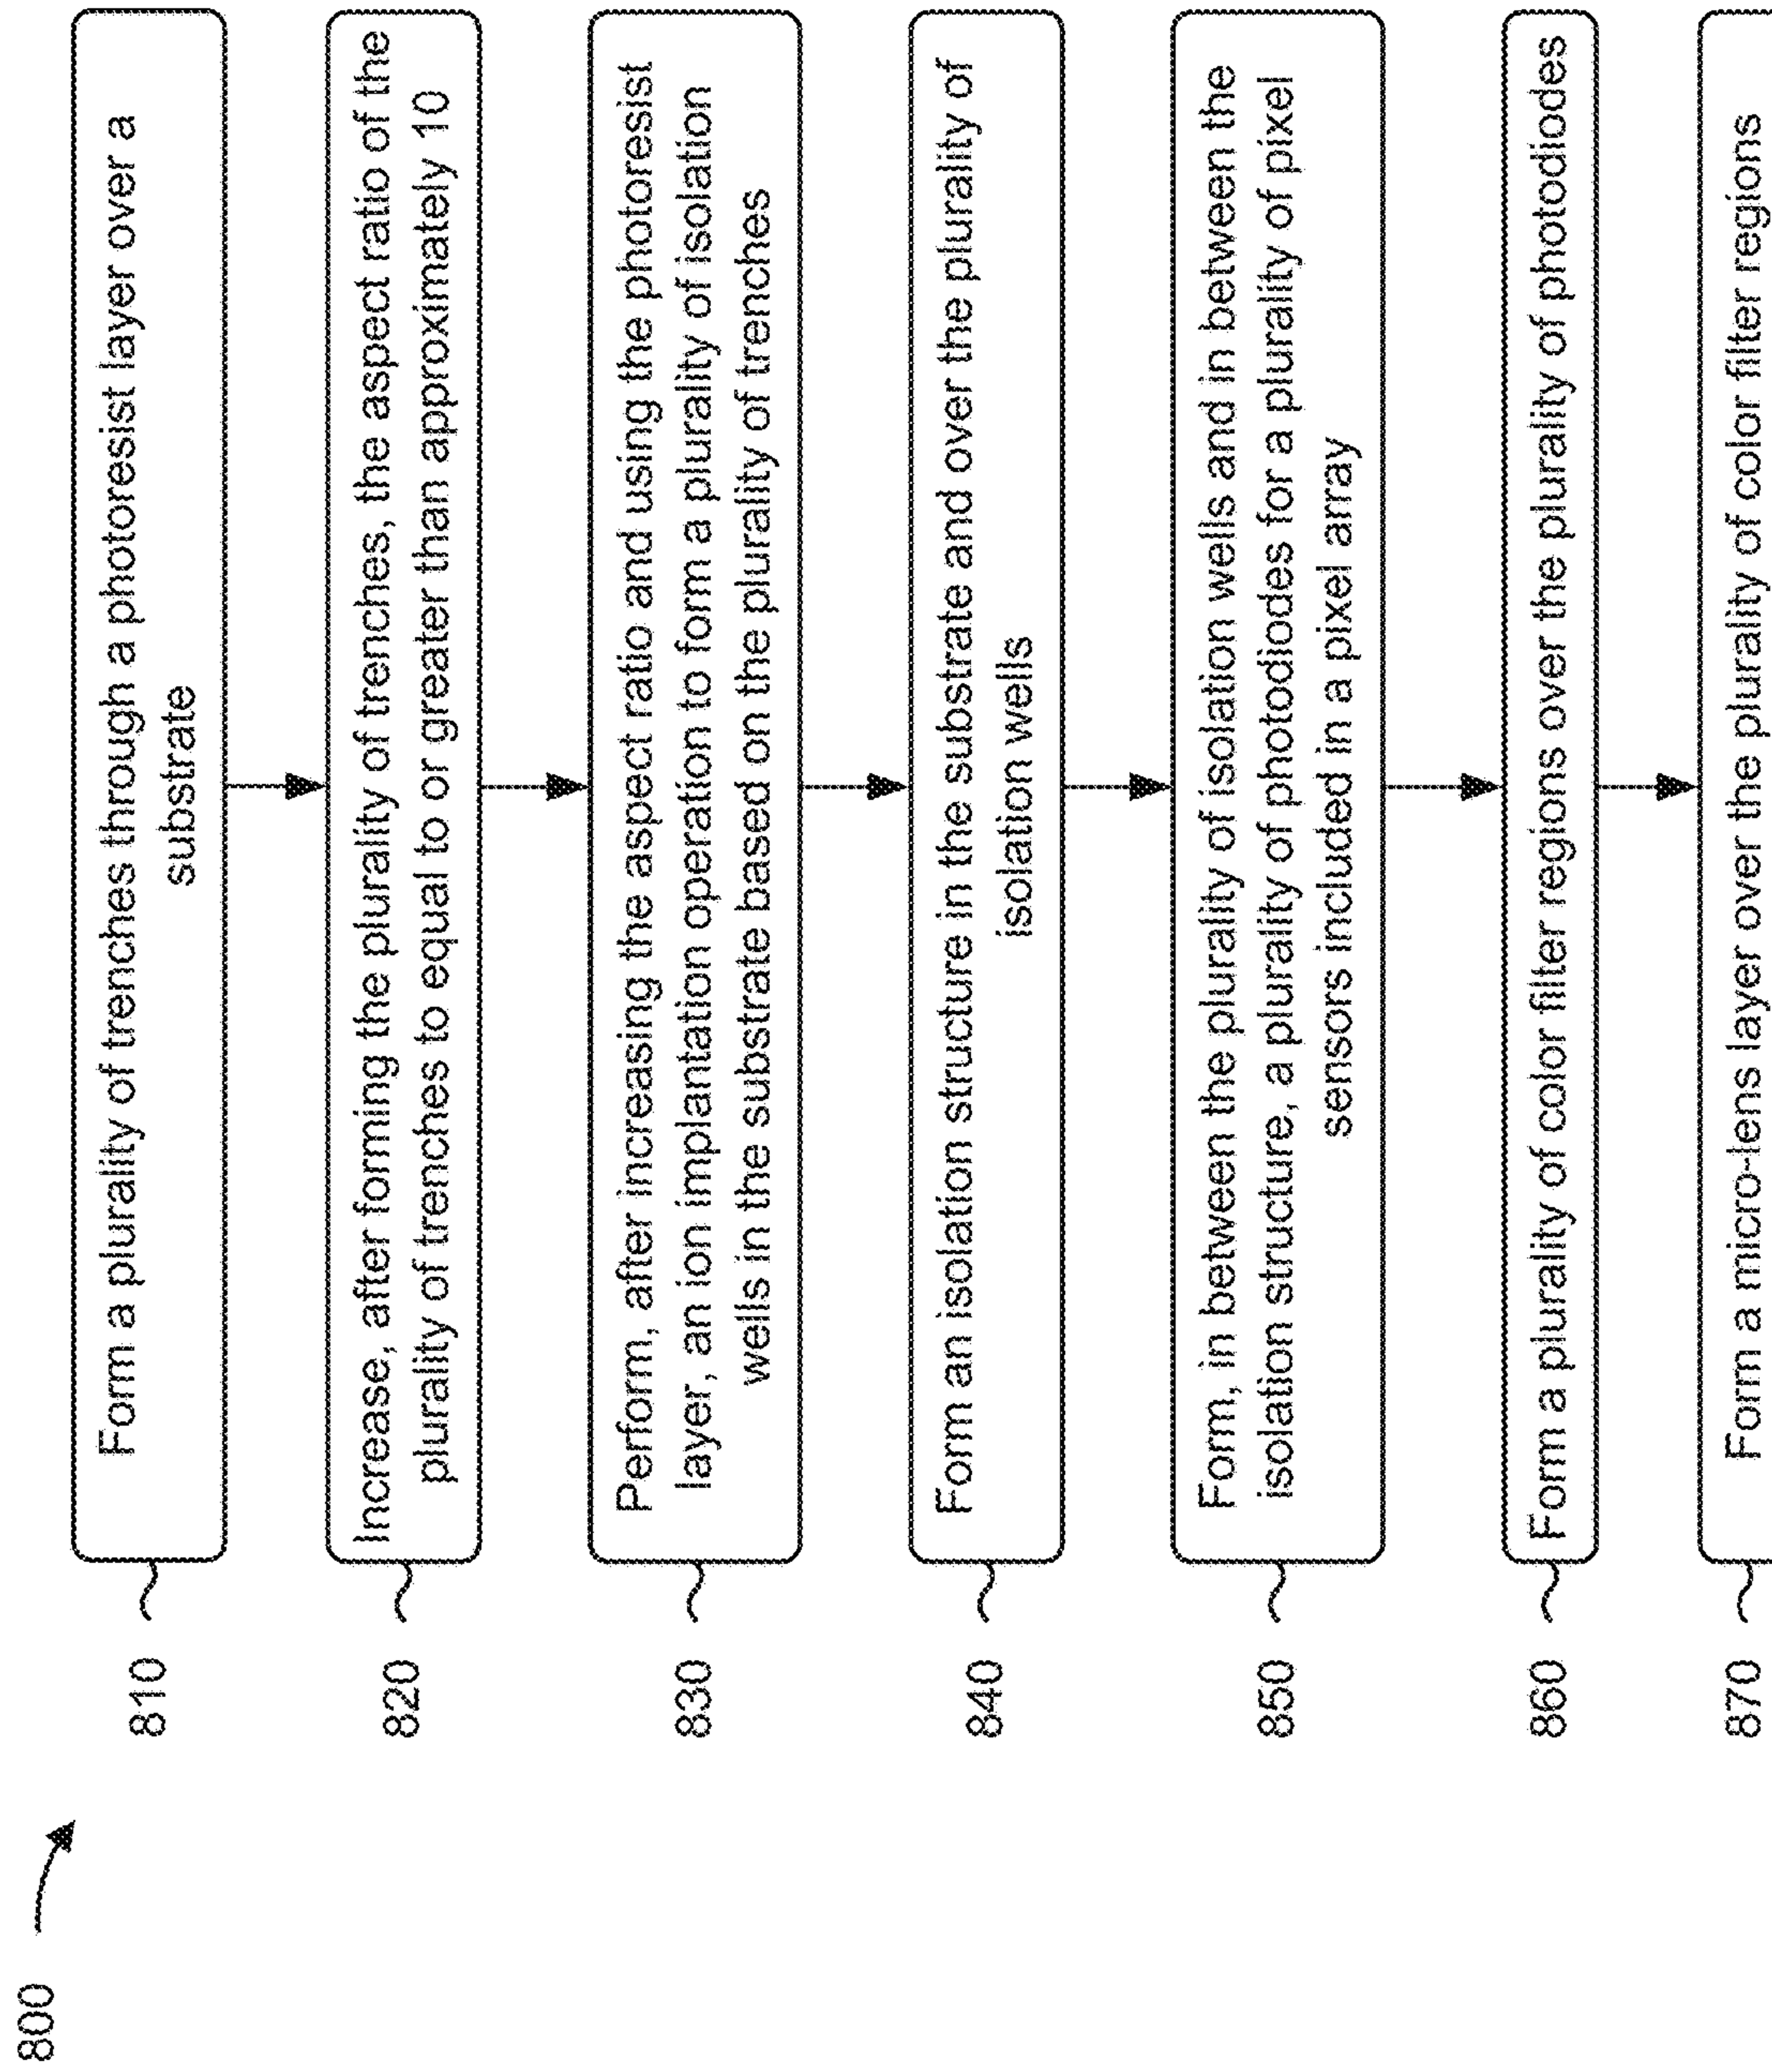 800
810
Form a plurality of trenches through a photoresist layer over a
substrate
820
Increase, after forming the plurality of trenches, the aspect ratio of the
plurality of trenches to equal to or greater than approximately 10
830
Perform, after increasing the aspect ratio and using the photoresist
layer, an ion implantation operation to form a plurality of isolation
wells in the substrate based on the plurality of trenches
840
Form an isolation structure in the substrate and over the plurality of
isolation wells
850
Form, in between the plurality of isolation wells and in between the
isolation structure, a plurality of photodiodes for a plurality of pixel
sensors included in a pixel array
860
Form a plurality of color filter regions over the plurality of photodiodes
870
Form a micro-lens layer over the plurality of color filter regions